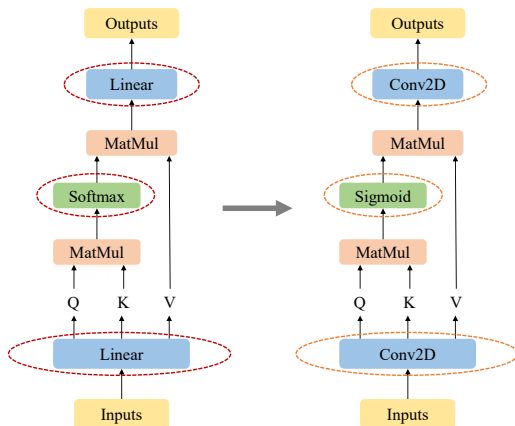 Outputs
Linear
MatMul
Softmax
MatMul
Q K V
Linear
Inputs
Outputs
Conv2D
MatMul
Sigmoid
MatMul
Q K V
Conv2D
Inputs